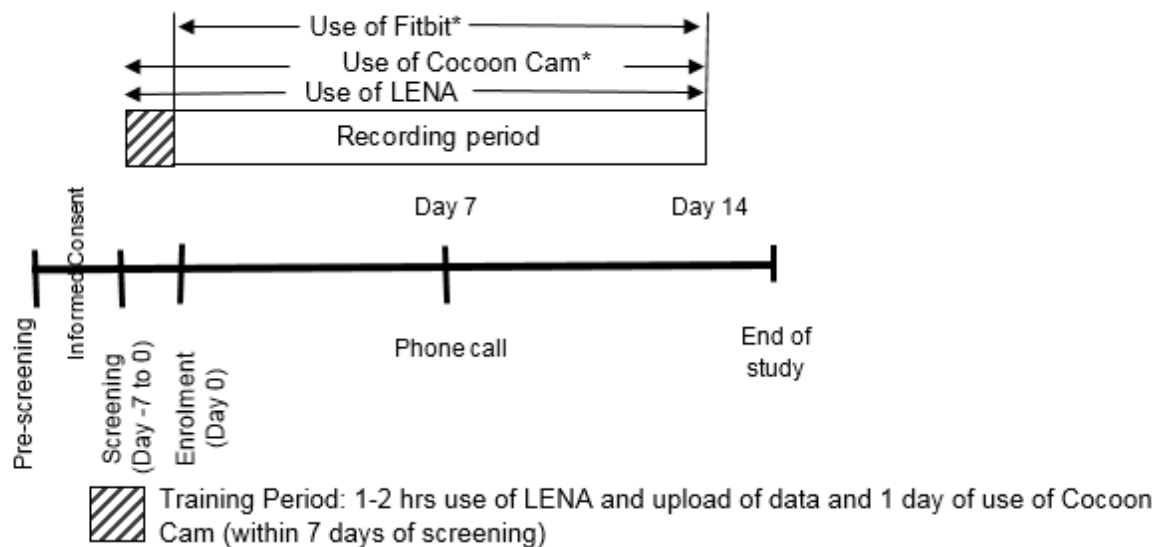 Use of Fitbit*
Use of Cocoon Cam*
Use of LENA
Recording period
Informed Consent
Day 7
Day 14
Pre-screening
Screening
(Day -7 to 0)
Enrolment
(Day 0)
Phone call
End of
study
Training Period: 1-2 hrs use of LENA and upload of data and 1 day of use of Cocoon
Cam (within 7 days of screening)